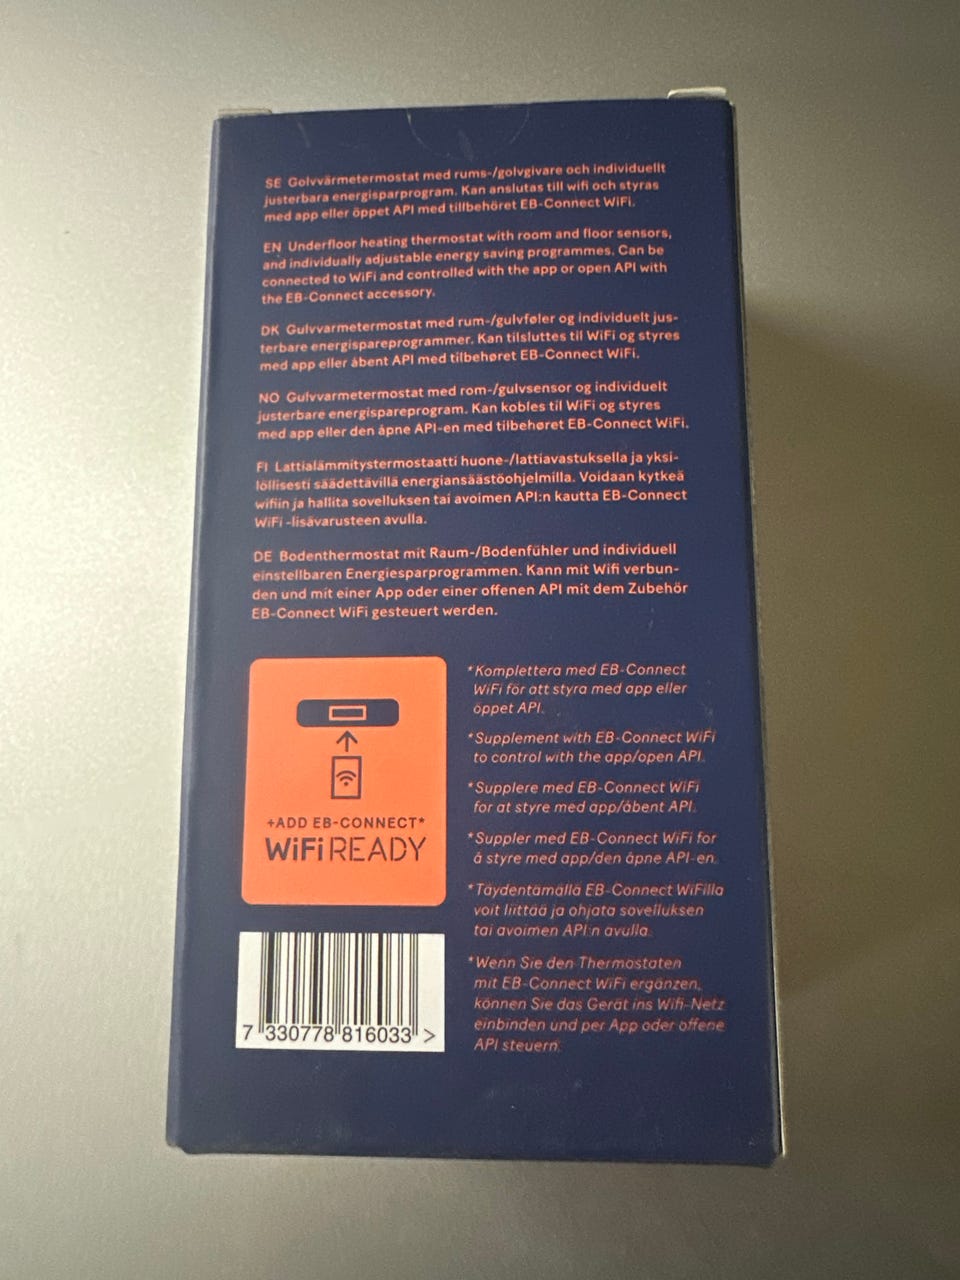 SE Golvvärmetermostat med rums-/golvgivare och individuellt
justerbara energisparprogram. Kan anslutas till wifi och styras
med app eller öppet API med tillbehöret EB-Connect WiFi.
EN Underfloor heating thermostat with room and floor sensors,
and individually adjustable energy saving programmes. Can be
connected to WiFi and controlled with the app or open API with
the EB-Connect accessory.
DK Gulvvarmetermostat med rum-/gulvføler og individuelt jus-
terbare energispareprogrammer. Kan tilsluttes til WiFi og styres
med app eller åbent API med tilbehøret EB-Connect WiFi.
NO Gulvvarmetermostat med rom-/gulvsensor og individuelt
justerbare energispareprogram. Kan kobles til WiFi og styres
med app eller den åpne API-en med tilbehøret EB-Connect WiFi.
FI Lattialämmitystermostaatti huone-/lattiavastuksella ja yksi-
löllisesti säädettävillä energiansäästöohjelmilla. Voidaan kytkeä
wifiin ja hallita sovelluksen tai avoimen API:n kautta EB-Connect
WiFi -lisävarusteen avulla.
DE Bodenthermostat mit Raum-/Bodenfühler und individuell
einstellbaren Energiesparprogrammen. Kann mit Wifi verbun-
den und mit einer App oder einer offenen API mit dem Zubehör
EB-Connect WiFi gesteuert werden.
+ADD EB-CONNECT*
WiFi READY
7 330778 816033 >
*Komplettera med EB-Connect
WiFi för att styra med app eller
öppet API.
*Supplement with EB-Connect WiFi
to control with the app/open API.
*Supplere med EB-Connect WiFi
for at styre med app/åbent API.
*Suppler med EB-Connect WiFi for
å styre med app/den åpne API-en.
*Täydentämällä EB-Connect WiFilla
voit liittää ja ohjata sovelluksen
tai avoimen API:n avulla.
*Wenn Sie den Thermostaten
mit EB-Connect WiFi ergänzen,
können Sie das Gerät ins Wifi-Netz
einbinden und per App oder offene
API steuern.